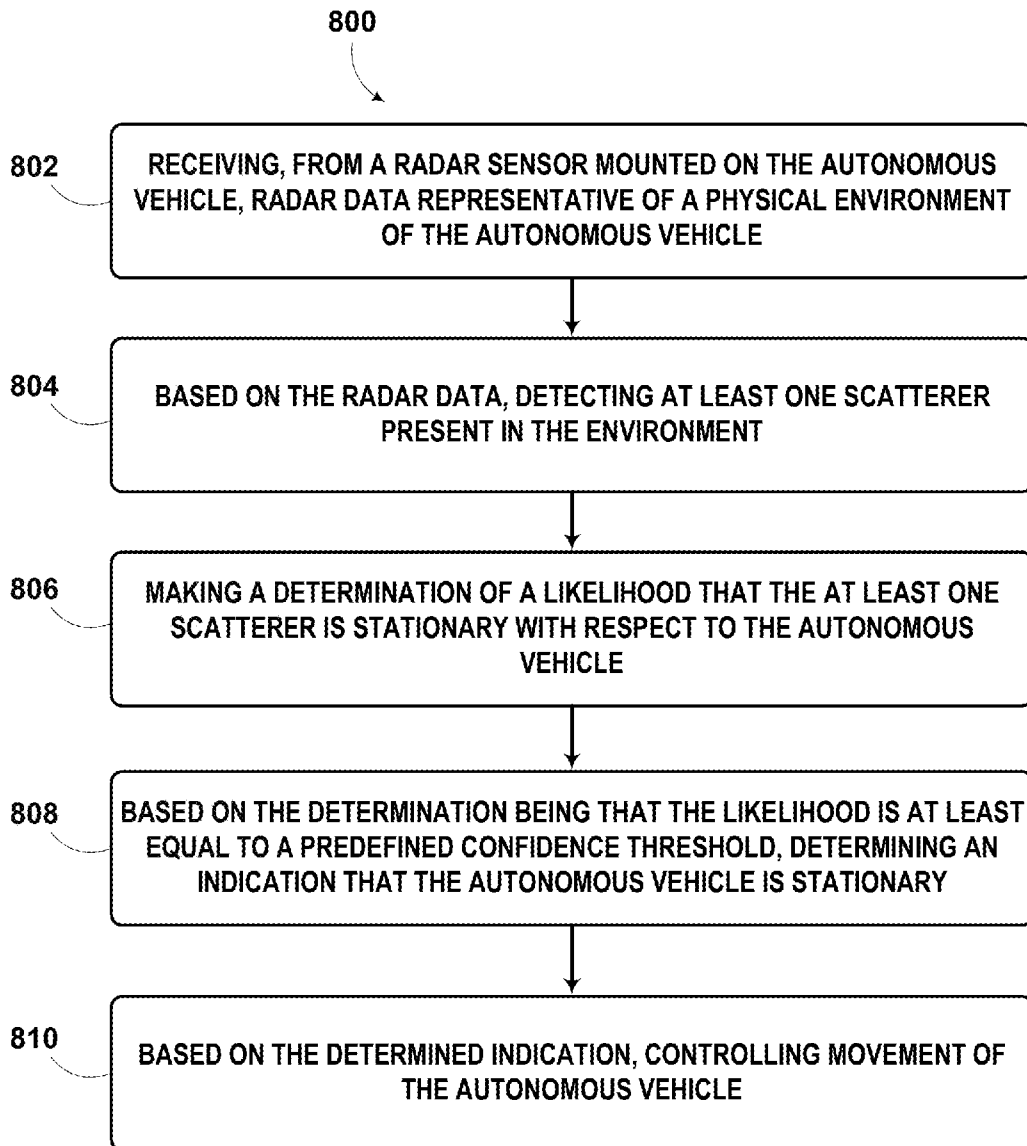 800
802
RECEIVING, FROM A RADAR SENSOR MOUNTED ON THE AUTONOMOUS
VEHICLE, RADAR DATA REPRESENTATIVE OF A PHYSICAL ENVIRONMENT
OF THE AUTONOMOUS VEHICLE
804
BASED ON THE RADAR DATA, DETECTING AT LEAST ONE SCATTERER
PRESENT IN THE ENVIRONMENT
806
MAKING A DETERMINATION OF A LIKELIHOOD THAT THE AT LEAST ONE
SCATTERER IS STATIONARY WITH RESPECT TO THE AUTONOMOUS
VEHICLE
808
BASED ON THE DETERMINATION BEING THAT THE LIKELIHOOD IS AT LEAST
EQUAL TO A PREDEFINED CONFIDENCE THRESHOLD, DETERMINING AN
INDICATION THAT THE AUTONOMOUS VEHICLE IS STATIONARY
810
BASED ON THE DETERMINED INDICATION, CONTROLLING MOVEMENT OF
THE AUTONOMOUS VEHICLE